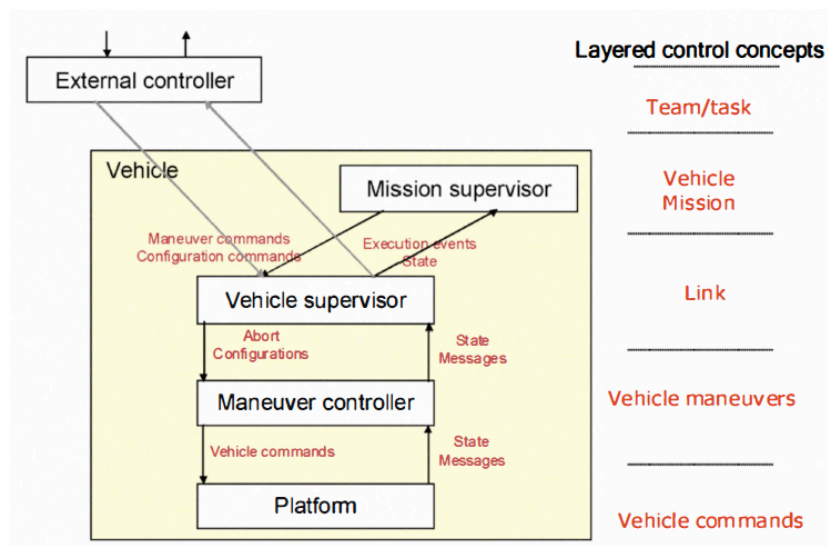 Layered control concepts
External controller
Team/task
Vehicle
Mission supervisor
Vehicle
Mission
Maneuver commands
Configuration commands
Execution events
State
Vehicle supervisor
Link
Abort
Configurations
State
Messages
Maneuver controller
Vehicle maneuvers
Vehicle commands
State
Messages
Platform
Vehicle commands